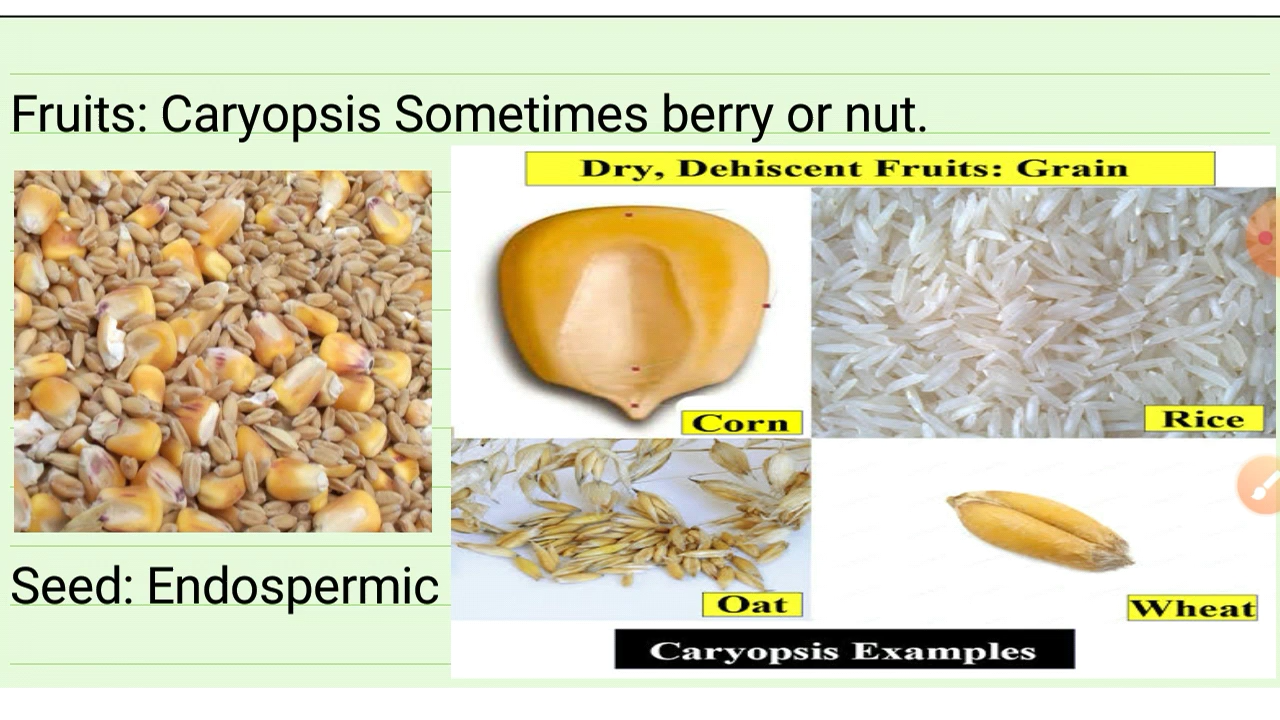 Fruits: Caryopsis Sometimes berry or nut.
Dry, Dehiscent Fruits: Grain
Corn
Rice
Oat
Wheat
Caryopsis Examples
Seed: Endospermic